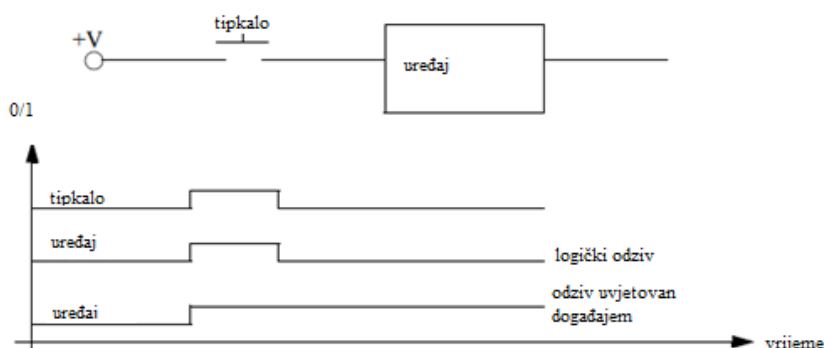 tipkalo
+V
uređaj
0/1
tipkalo
uređaj
logički odziv
odziv uvjetovan
događajem
uređai
vrijeme